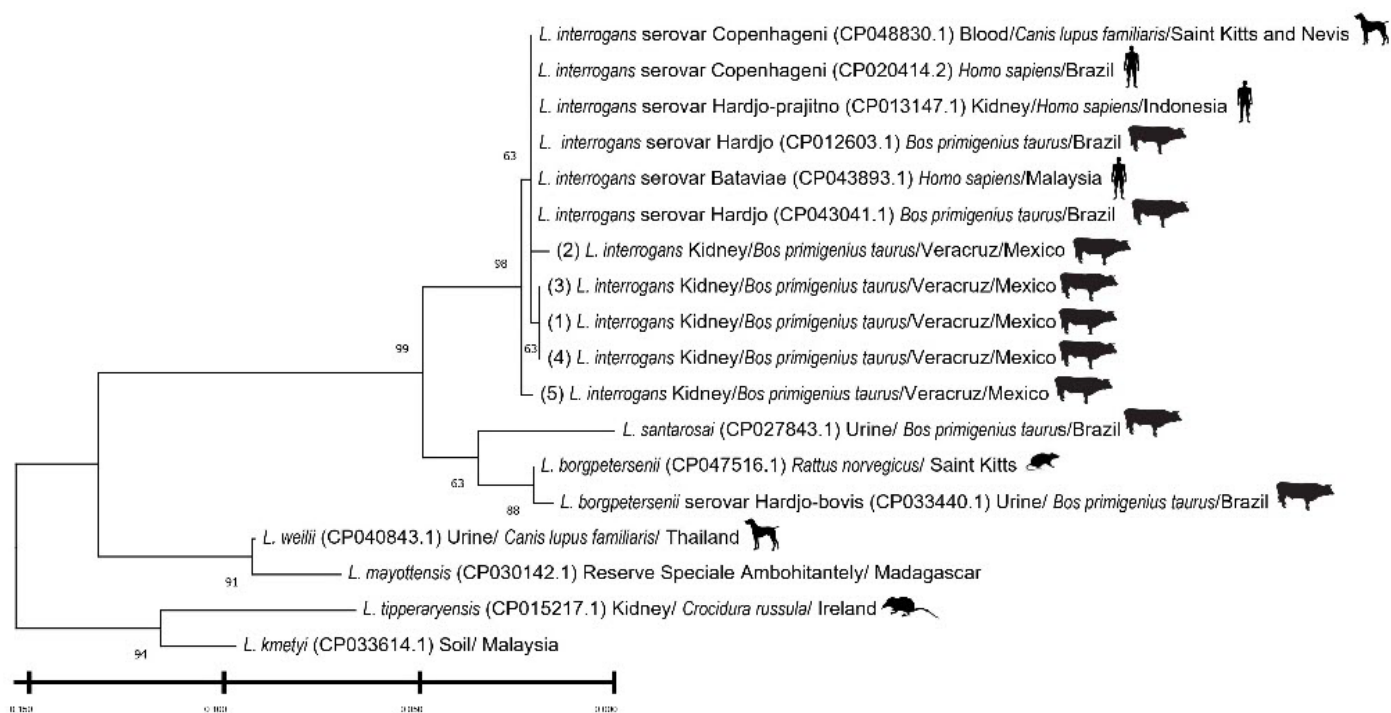 L. interrogans serovar Copenhageni (CP048830.1) Blood/Canis lupus familiaris/Saint Kitts and Nevis
L. interrogans serovar Copenhageni (CP020414.2) Homo sapiens/Brazil
L. interrogans serovar Hardjo-prajitno (CP013147.1) Kidney/Homo sapiens/Indonesia
L. interrogans serovar Hardjo (CP012603.1) Bos primigenius taurus/Brazil
63
L. interrogans serovar Bataviae (CP043893.1) Homo sapiens/Malaysia
L. interrogans serovar Hardjo (CP043041.1) Bos primigenius taurus/Brazil
(2) L. interrogans Kidney/Bos primigenius taurus/Veracruz/Mexico
98
(3) L. interrogans Kidney/Bos primigenius taurus/Veracruz/Mexico
(1) L. interrogans Kidney/Bos primigenius taurus/Veracruz/Mexico
99
63
(4) L. interrogans Kidney/Bos primigenius taurus/Veracruz/Mexico
(5) L. interrogans Kidney/Bos primigenius taurus/Veracruz/Mexico
L. santarosai (CP027843.1) Urine/ Bos primigenius taurus/Brazil
L. borgpetersenii (CP047516.1) Rattus norvegicus/ Saint Kitts
63
L. borgpetersenii serovar Hardjo-bovis (CP033440.1) Urine/ Bos primigenius taurus/Brazil
88
L. weilii (CP040843.1) Urine/ Canis lupus familiaris/ Thailand
L. mayottensis (CP030142.1) Reserve Speciale Ambohitantely/ Madagascar
91
L. tipperaryensis (CP015217.1) Kidney/ Crocidura russula/ Ireland
L. kmetyi (CP033614.1) Soil/ Malaysia
94
0.150 0.100 0.050 0.000